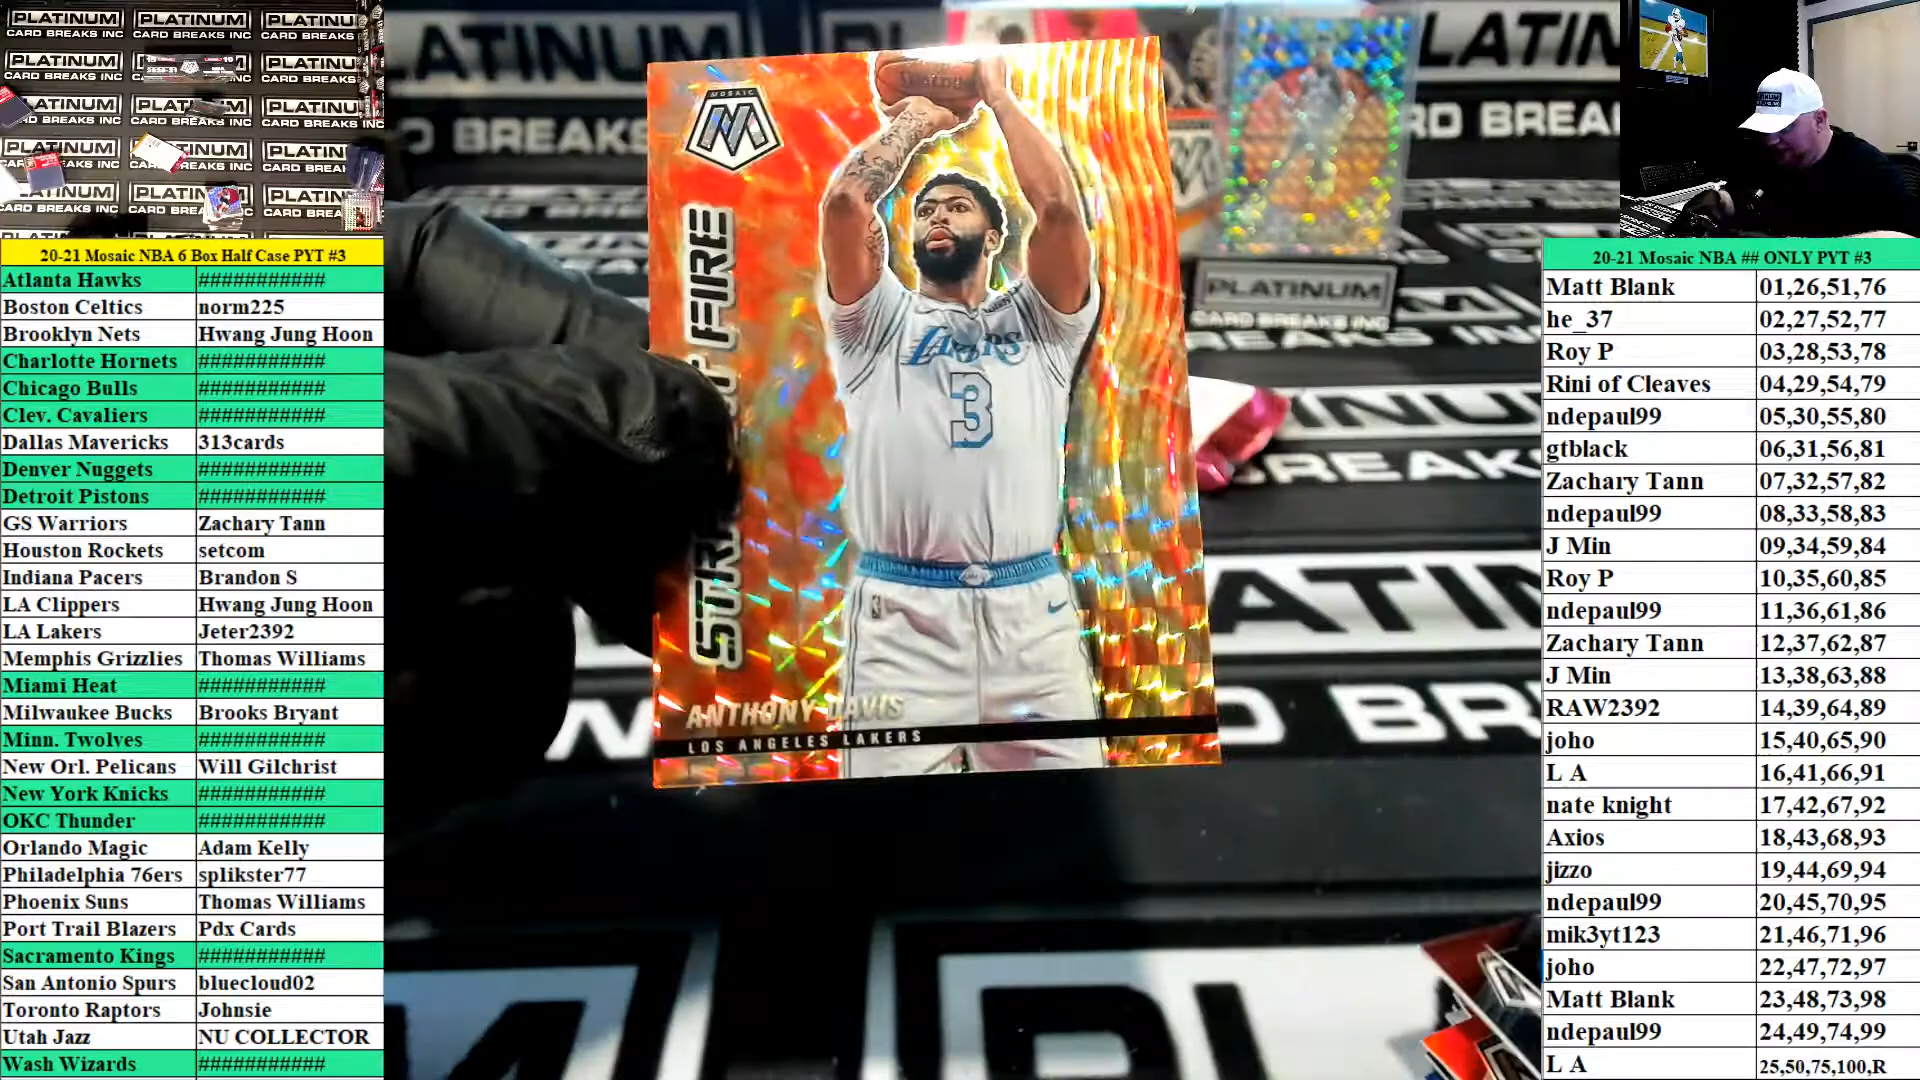 20-21 Mosaic NBA 6 Box Half Case PYT #3
Atlanta Hawks ###########
Boston Celtics norm225
Brooklyn Nets Hwang Jung Hoon
Charlotte Hornets ###########
Chicago Bulls ###########
Clev. Cavaliers ###########
Dallas Mavericks 313cards
Denver Nuggets ###########
Detroit Pistons ###########
GS Warriors Zachary Tann
Houston Rockets setcom
Indiana Pacers Brandon S
LA Clippers Hwang Jung Hoon
LA Lakers Jeter2392
Memphis Grizzlies Thomas Williams
Miami Heat ###########
Milwaukee Bucks Brooks Bryant
Minn. Twolves ###########
New Orl. Pelicans Will Gilchrist
New York Knicks ###########
OKC Thunder ###########
Orlando Magic Adam Kelly
Philadelphia 76ers splikster77
Phoenix Suns Thomas Williams
Port Trail Blazers Pdx Cards
Sacramento Kings ###########
San Antonio Spurs bluecloud02
Toronto Raptors Johnsie
Utah Jazz NU COLLECTOR
Wash Wizards ###########
MOSAIC
M
FIRE
LAKERS
3
ANTHONY DAVIS
LOS ANGELES LAKERS
PLATINUM
CARD BREAKS INC
20-21 Mosaic NBA ## ONLY PYT #3
Matt Blank 01,26,51,76
he_37 02,27,52,77
Roy P 03,28,53,78
Rini of Cleaves 04,29,54,79
ndepaul99 05,30,55,80
gtblack 06,31,56,81
Zachary Tann 07,32,57,82
ndepaul99 08,33,58,83
J Min 09,34,59,84
Roy P 10,35,60,85
ndepaul99 11,36,61,86
Zachary Tann 12,37,62,87
J Min 13,38,63,88
RAW2392 14,39,64,89
joho 15,40,65,90
L A 16,41,66,91
nate knight 17,42,67,92
Axios 18,43,68,93
jizzo 19,44,69,94
ndepaul99 20,45,70,95
mik3yt123 21,46,71,96
joho 22,47,72,97
Matt Blank 23,48,73,98
ndepaul99 24,49,74,99
L A 25,50,75,100,R